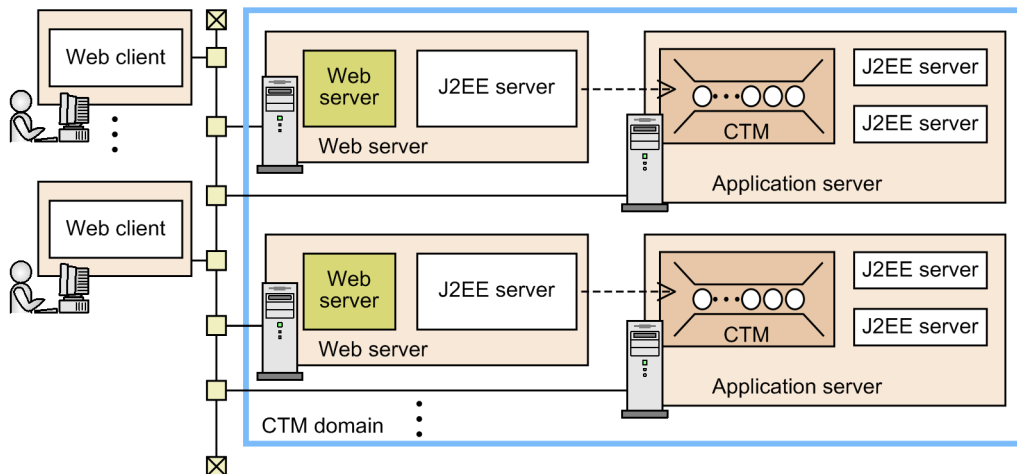 Web client
Web
server
J2EE server
Web server
CTM
J2EE server
J2EE server
Application server
Web client
Web
server
J2EE server
Web server
CTM
J2EE server
J2EE server
Application server
CTM domain